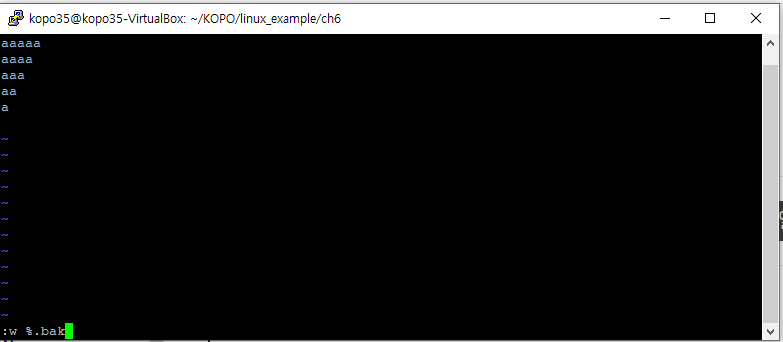 kopo35@kopo35-VirtualBox: ~/KOPO/linux_example/ch6
aaaaa
aaaa
aaa
aa
a
~
~
~
~
~
~
~
~
~
~
~
~
:w %.bak